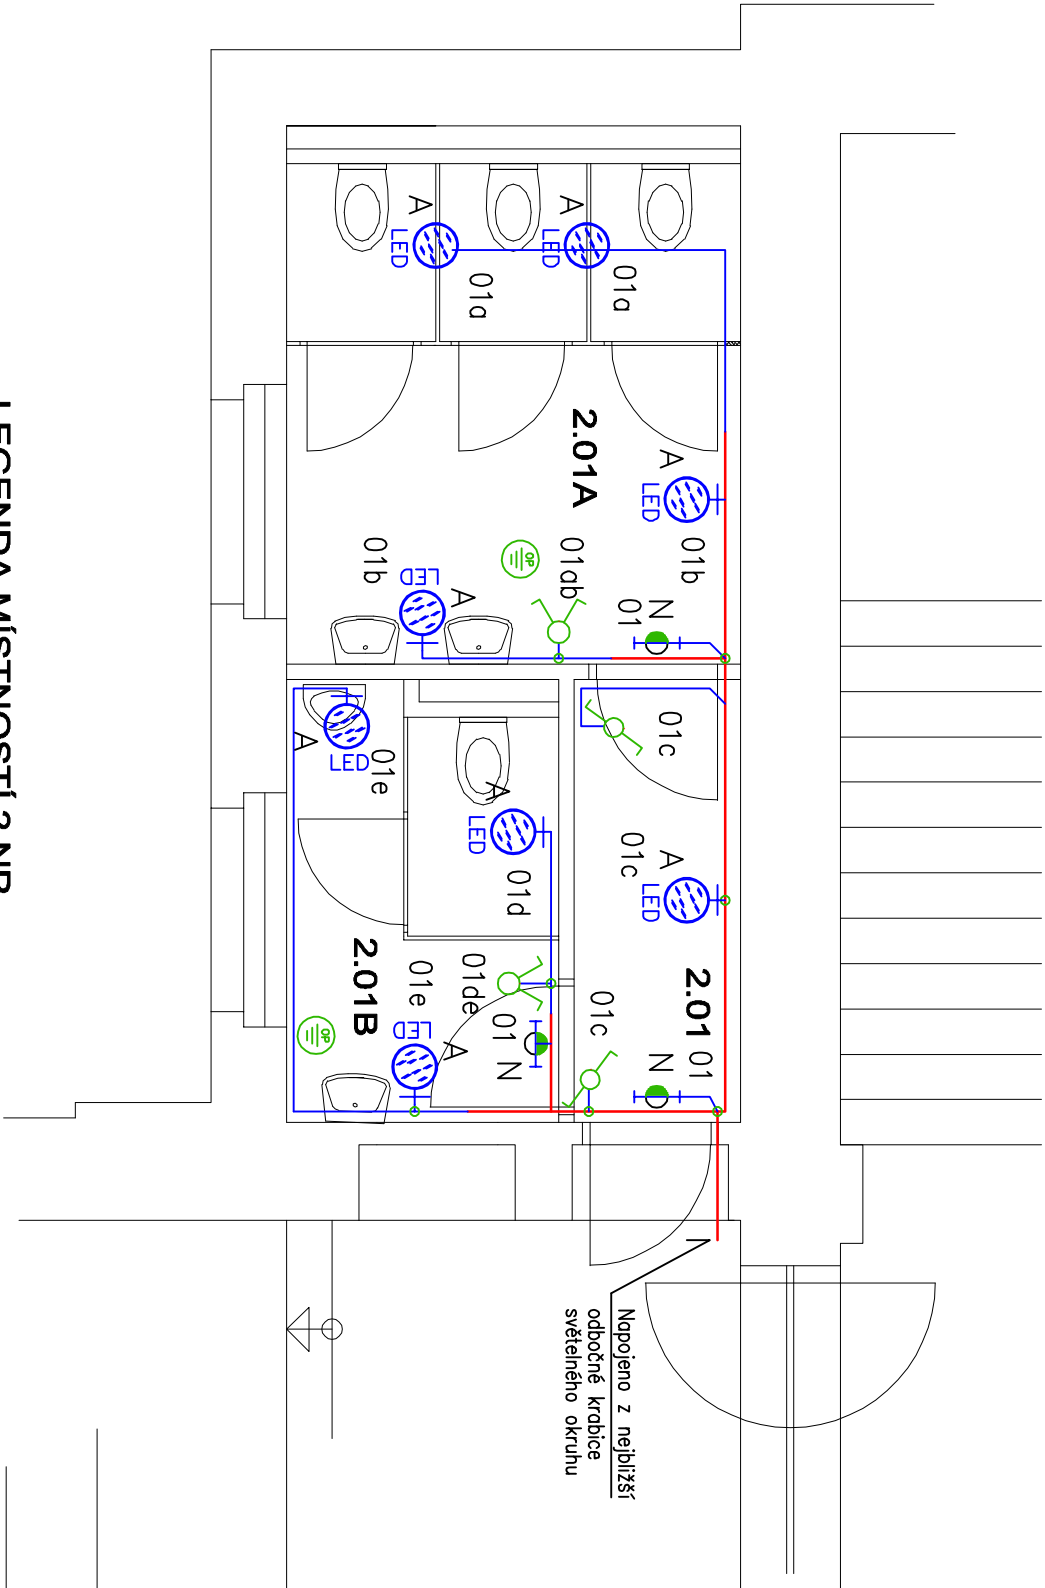 A
LED
01a
A
LED
01a
2.01A
A
LED
01b
01b
LED
A
01ab
OP
N
01
01c
A
LED
01e
A
LED
01d
01c
A
LED
2.01
01
N
01c
01de
01
N
2.01B
01e
LED
A
OP
Napojeno z nejbližší
odbočné krabice
světelného okruhu
LEGENDA MÍSTNOSTÍ 2.NP